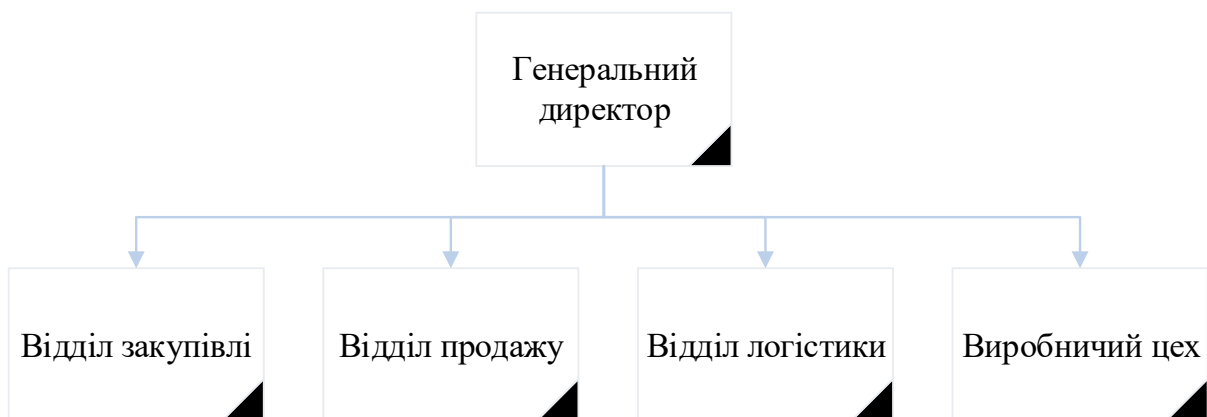 Генеральний
директор
Відділ закупівлі
Відділ продажу
Відділ логістики
Виробничий цех